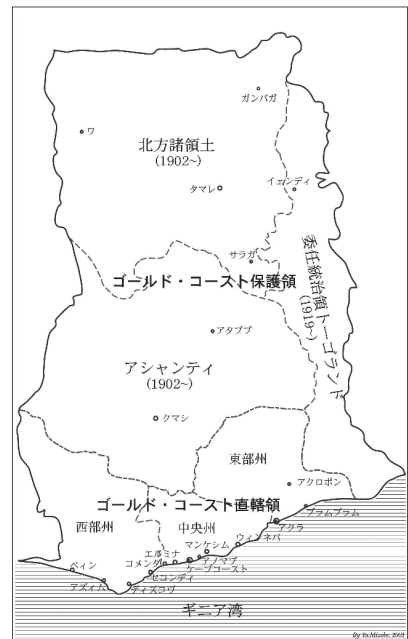 ガンバガ
ワ
北方諸領土
(1902~)
タマレ
イェンディ
サラガ
委任統治領トーゴランド
(1919~)
ゴールド・コースト保護領
アタブブ
アシャンティ
(1902~)
クマシ
東部州
アクロポン
ゴールド・コースト直轄領
プラムプラム
西部州
中央州
アクラ
ウィンネバ
マンケシム
エルミナ
アノマブ
コメンダ
ケープコースト
ベイン
セコンディ
アズィム
ディズコヴ
ギニア湾
By Yu.Mizobe, 2001